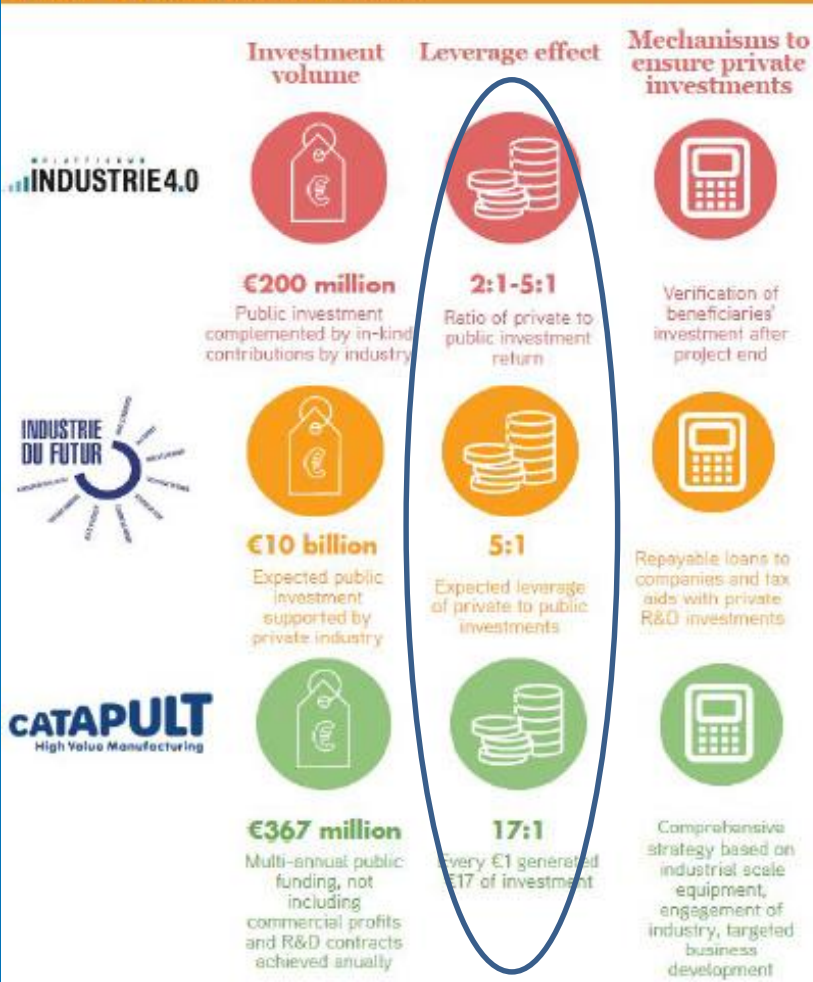 Investment
volume
Leverage effect
Mechanisms to
ensure private
investments
PLATTFORM
INDUSTRIE 4.0
€200 million
Public investment
complemented by in-kind
contributions by industry
2:1-5:1
Ratio of private to
public investment
return
Verification of
beneficiaries'
investment after
project end
INDUSTRIE
DU FUTUR
€10 billion
Expected public
investment
supported by
private industry
5:1
Expected leverage
of private to public
investments
Repayable loans to
companies and tax
aids with private
R&D investments
CATAPULT
High Value Manufacturing
€367 million
Multi-annual public
funding, not
including
commercial profits
and R&D contracts
achieved anually
17:1
Every €1 generated
€17 of investment
Comprehensive
strategy based on
industrial scale
equipment,
engagement of
industry, targeted
business
development